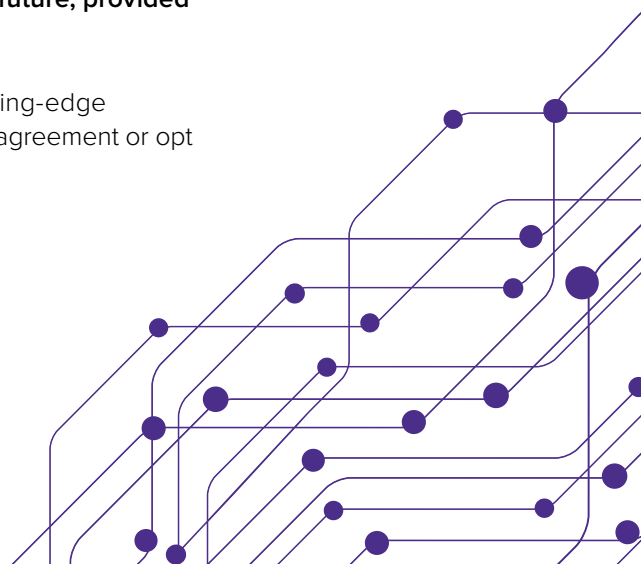 future, provided
ing-edge
agreement or opt